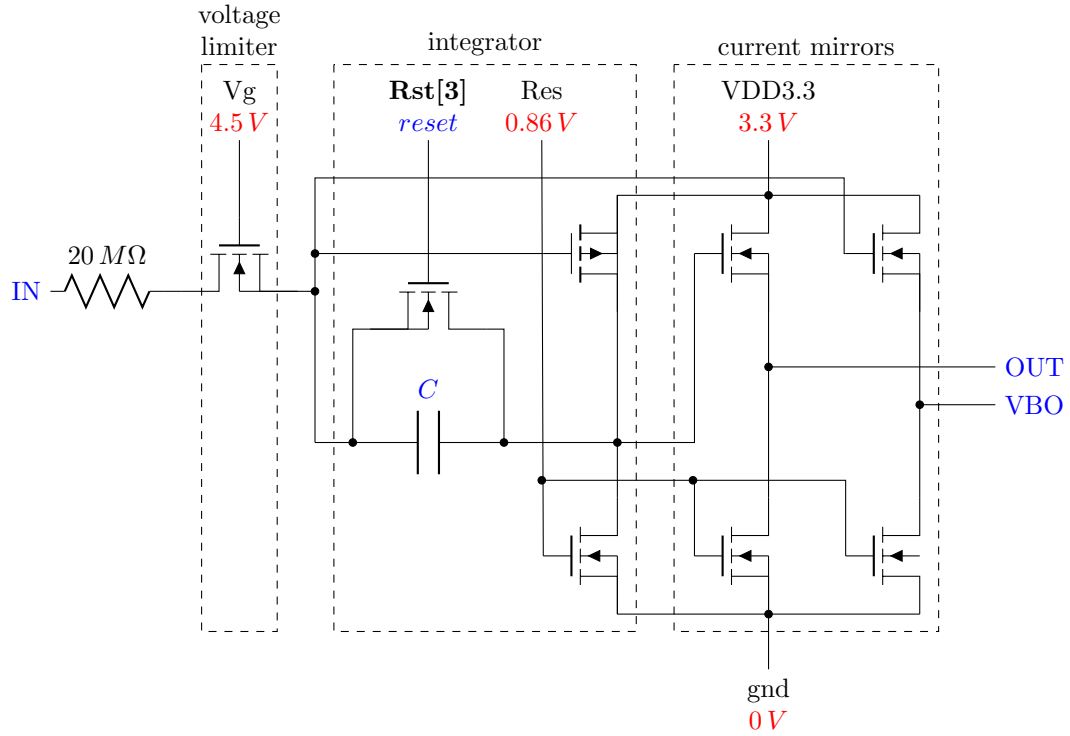 voltage
limiter
integrator
current mirrors
Vg
4.5 V
Rst[3]
reset
Res
0.86 V
VDD3.3
3.3 V
20 MΩ
IN
C
OUT
VBO
gnd
0 V